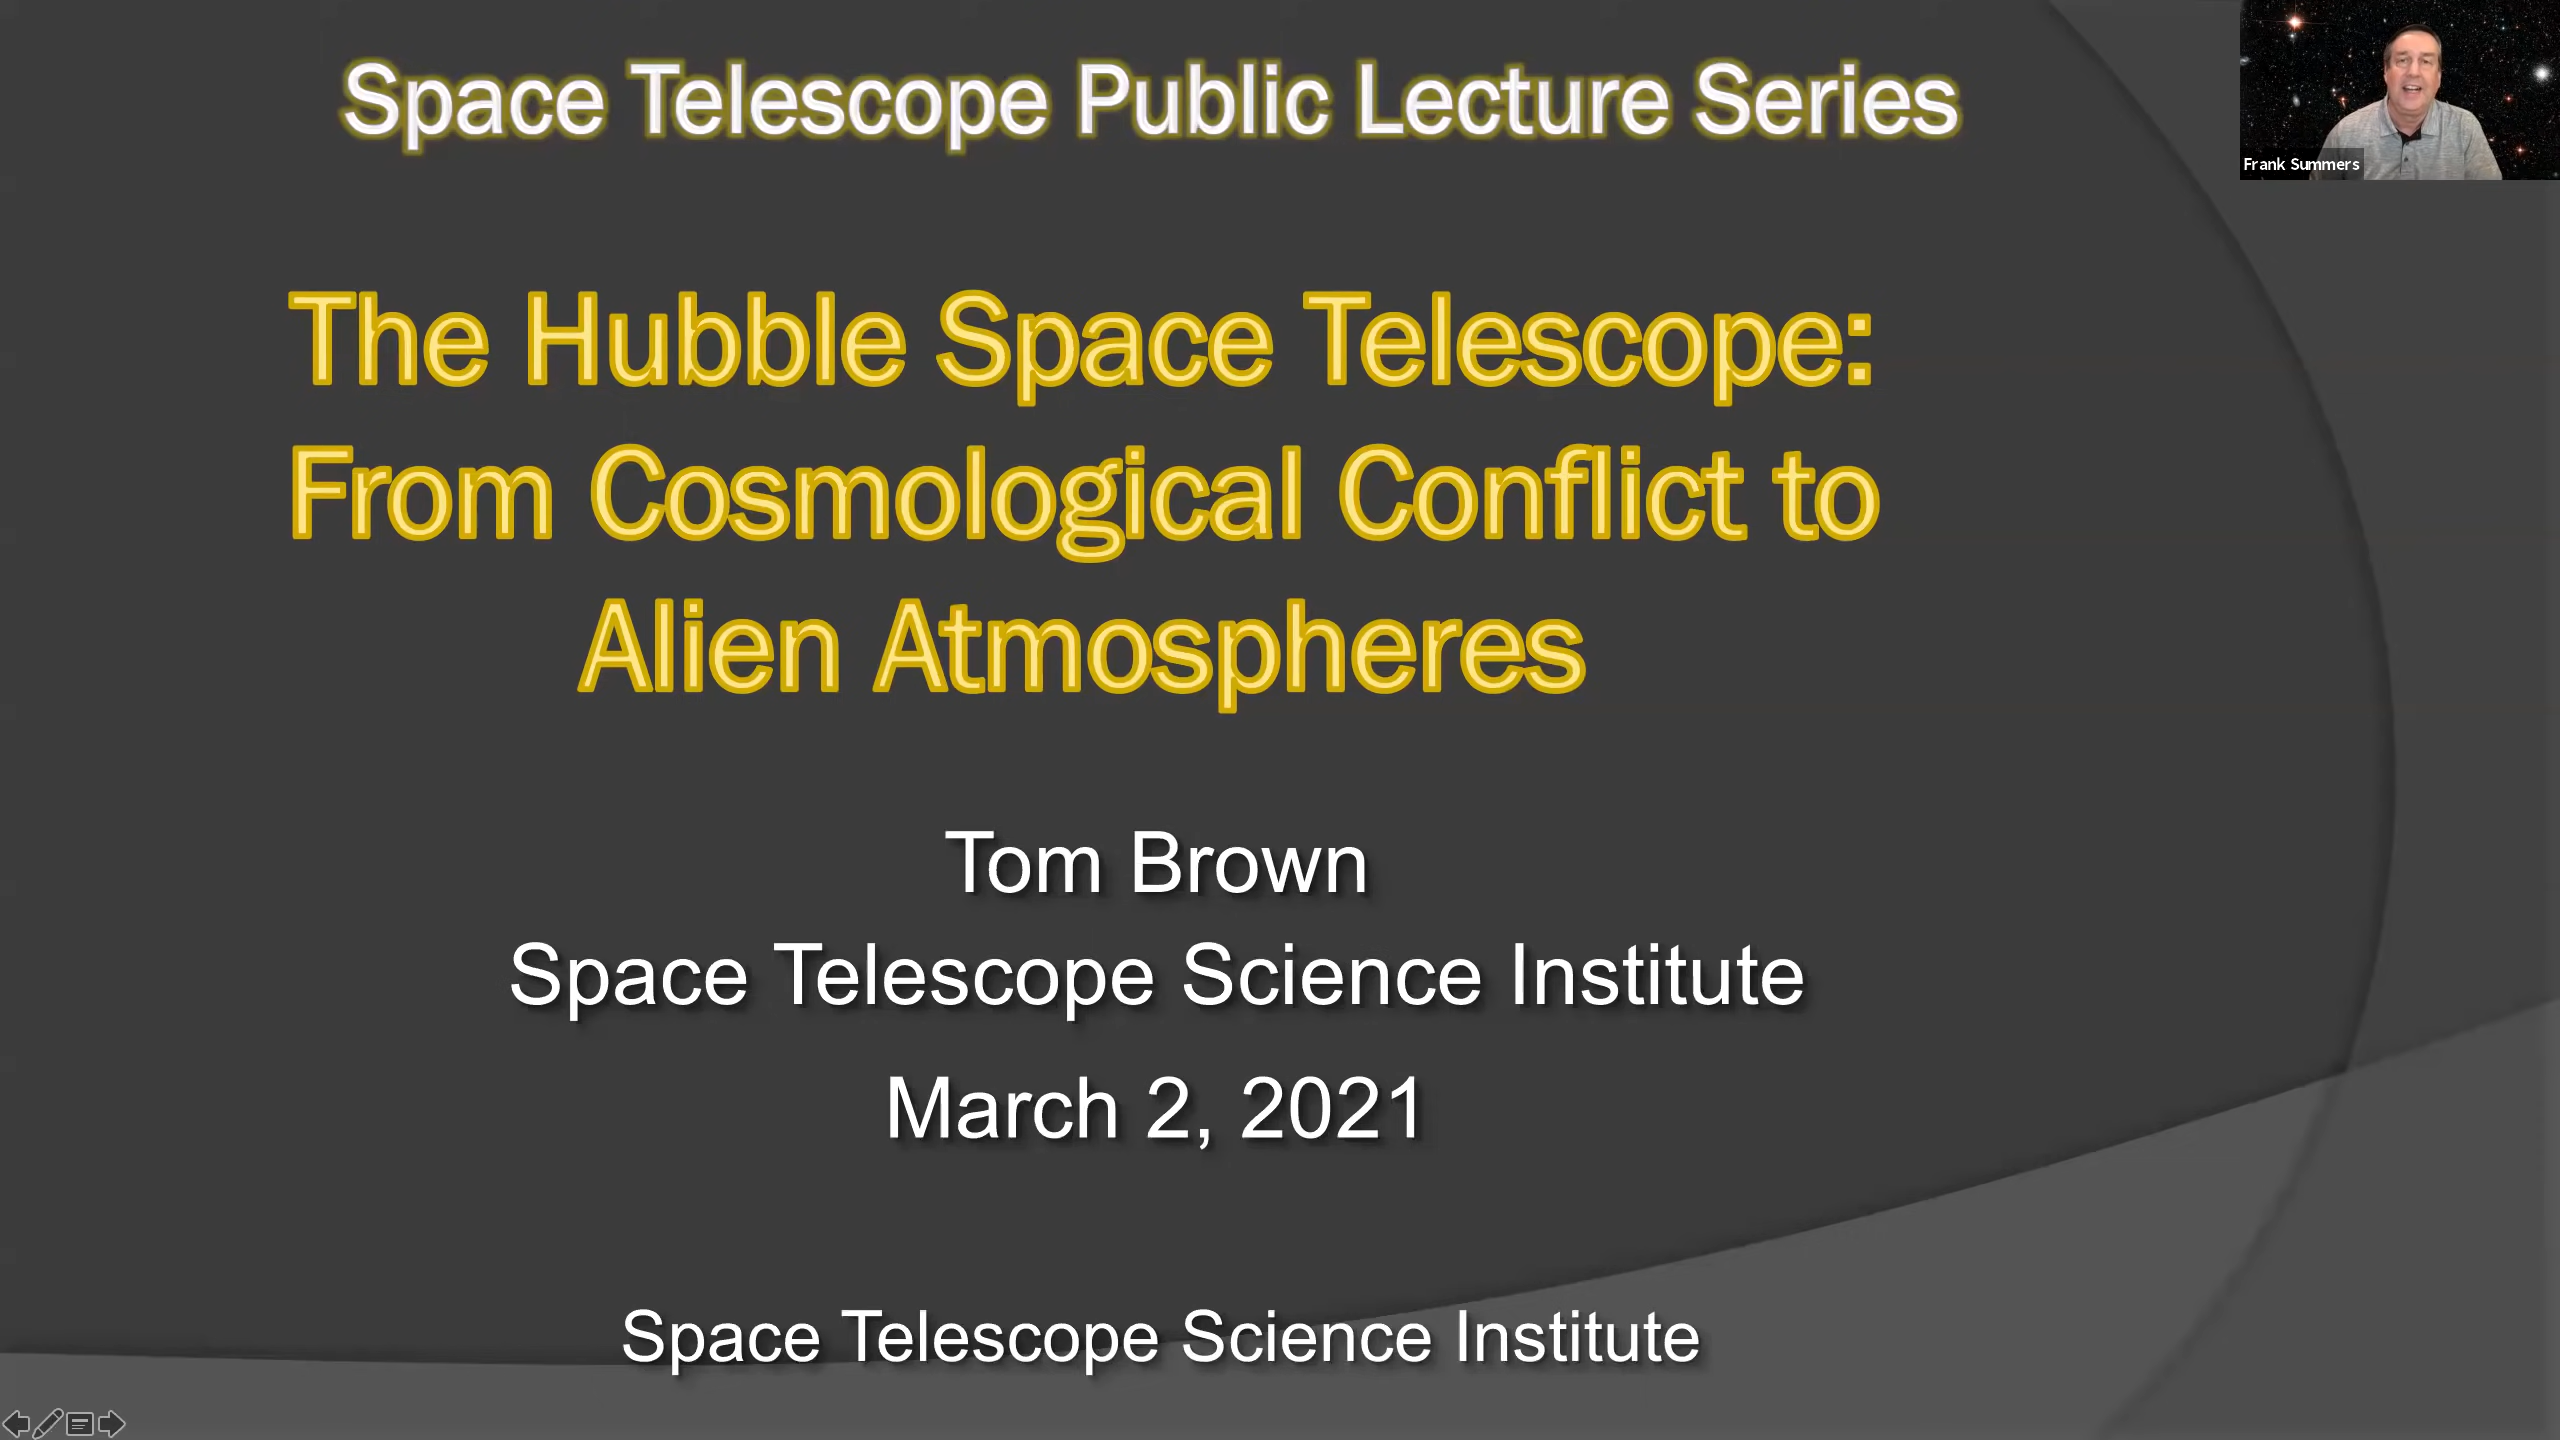 Space Telescope Public Lecture Series
Frank Summers
The Hubble Space Telescope:
From Cosmological Conflict to
Alien Atmospheres
Tom Brown
Space Telescope Science Institute
March 2, 2021
Space Telescope Science Institute